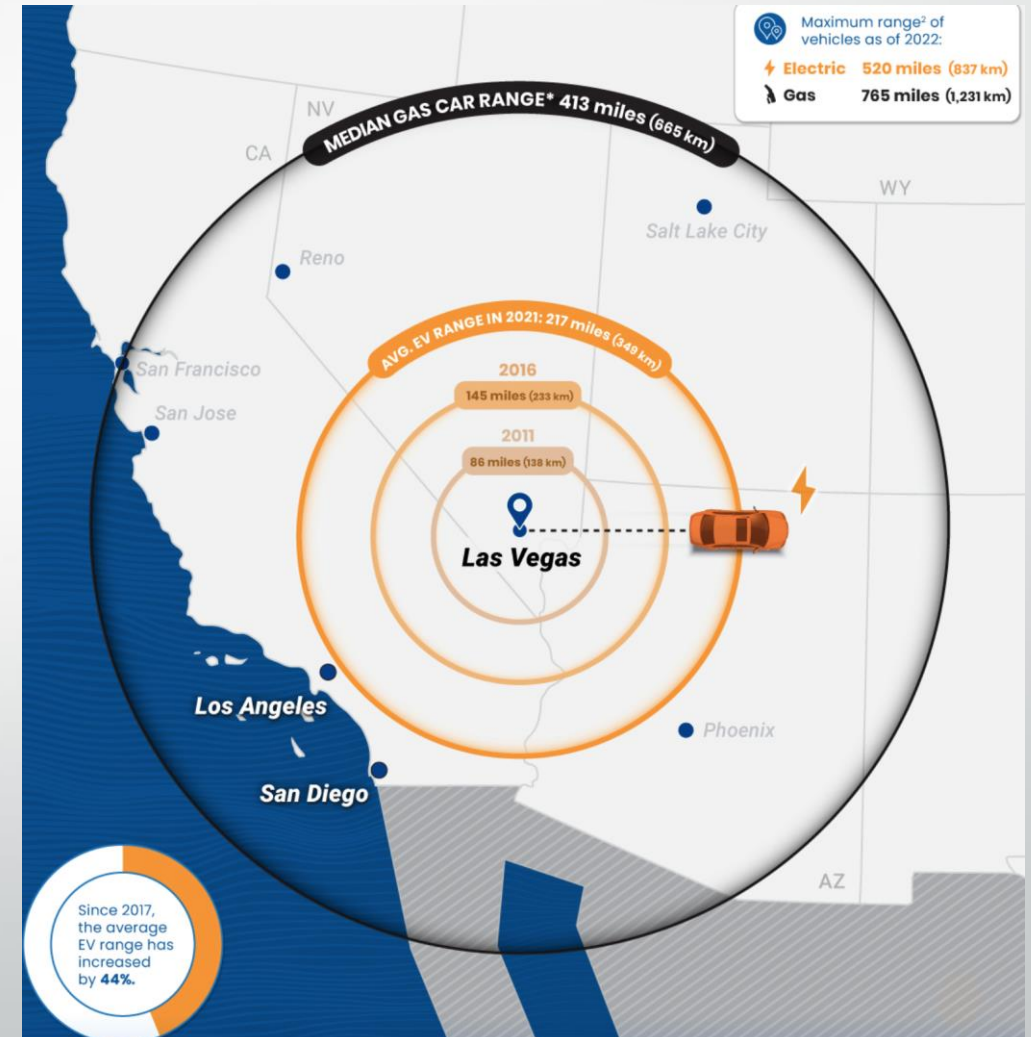 Maximum range² of
vehicles as of 2022:
Electric 520 miles (837 km)
Gas 765 miles (1,231 km)
MEDIAN GAS CAR RANGE* 413 miles (665 km)
NV
CA
WY
Salt Lake City
Reno
AVG. EV RANGE IN 2021: 217 miles (349 km)
San Francisco
2016
145 miles (233 km)
San Jose
2011
86 miles (138 km)
Las Vegas
Los Angeles
Phoenix
San Diego
AZ
Since 2017,
the average
EV range has
increased
by 44%.